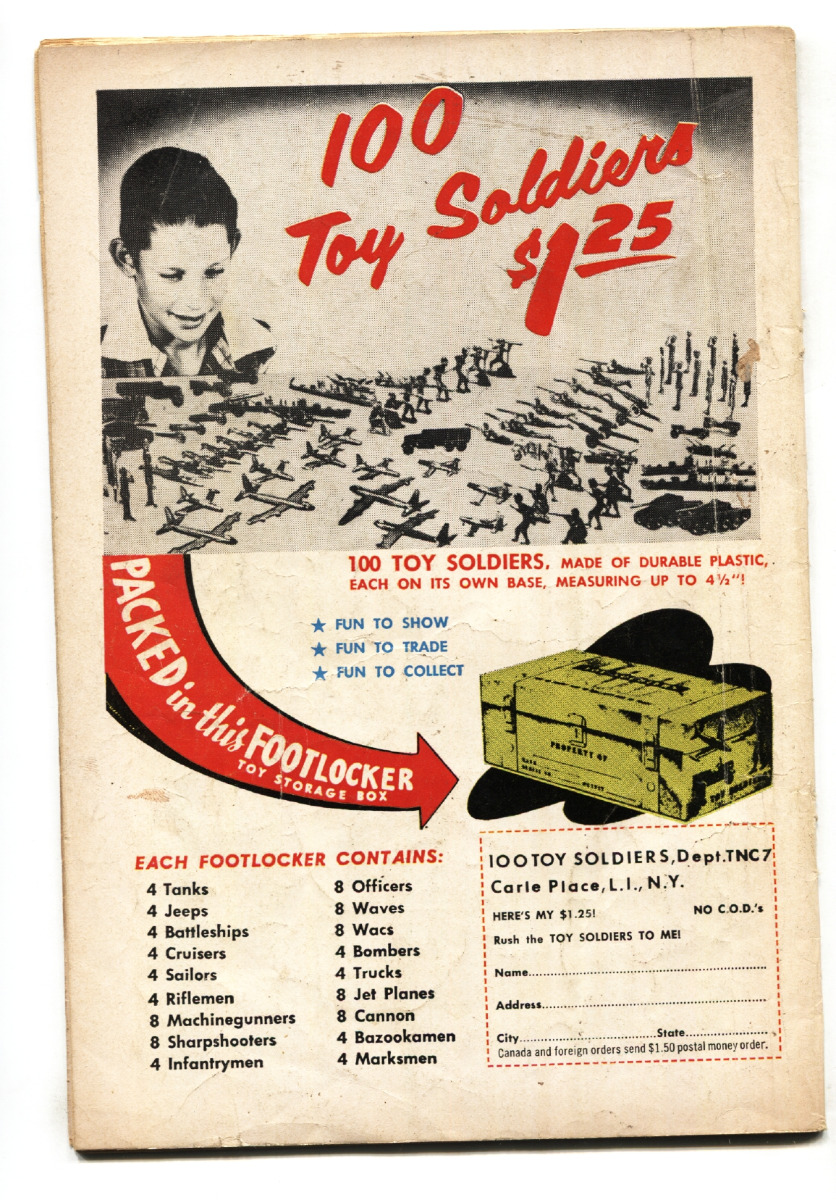 100
Toy Soldiers
$1.25
100 TOY SOLDIERS, MADE OF DURABLE PLASTIC,
EACH ON ITS OWN BASE, MEASURING UP TO 4½"!
★ FUN TO SHOW
★ FUN TO TRADE
★ FUN TO COLLECT
PACKED in this FOOTLOCKER
TOY STORAGE BOX
PROPERTY OF
EACH FOOTLOCKER CONTAINS:
4 Tanks
4 Jeeps
4 Battleships
4 Cruisers
4 Sailors
4 Riflemen
8 Machinegunners
8 Sharpshooters
4 Infantrymen
8 Officers
8 Waves
8 Wacs
4 Bombers
4 Trucks
8 Jet Planes
8 Cannon
4 Bazookamen
4 Marksmen
100 TOY SOLDIERS, Dept. TNC7
Carle Place, L.I., N.Y.
HERE'S MY $1.25! NO C.O.D.'s
Rush the TOY SOLDIERS TO ME!
Name
Address
City State
Canada and foreign orders send $1.50 postal money order.